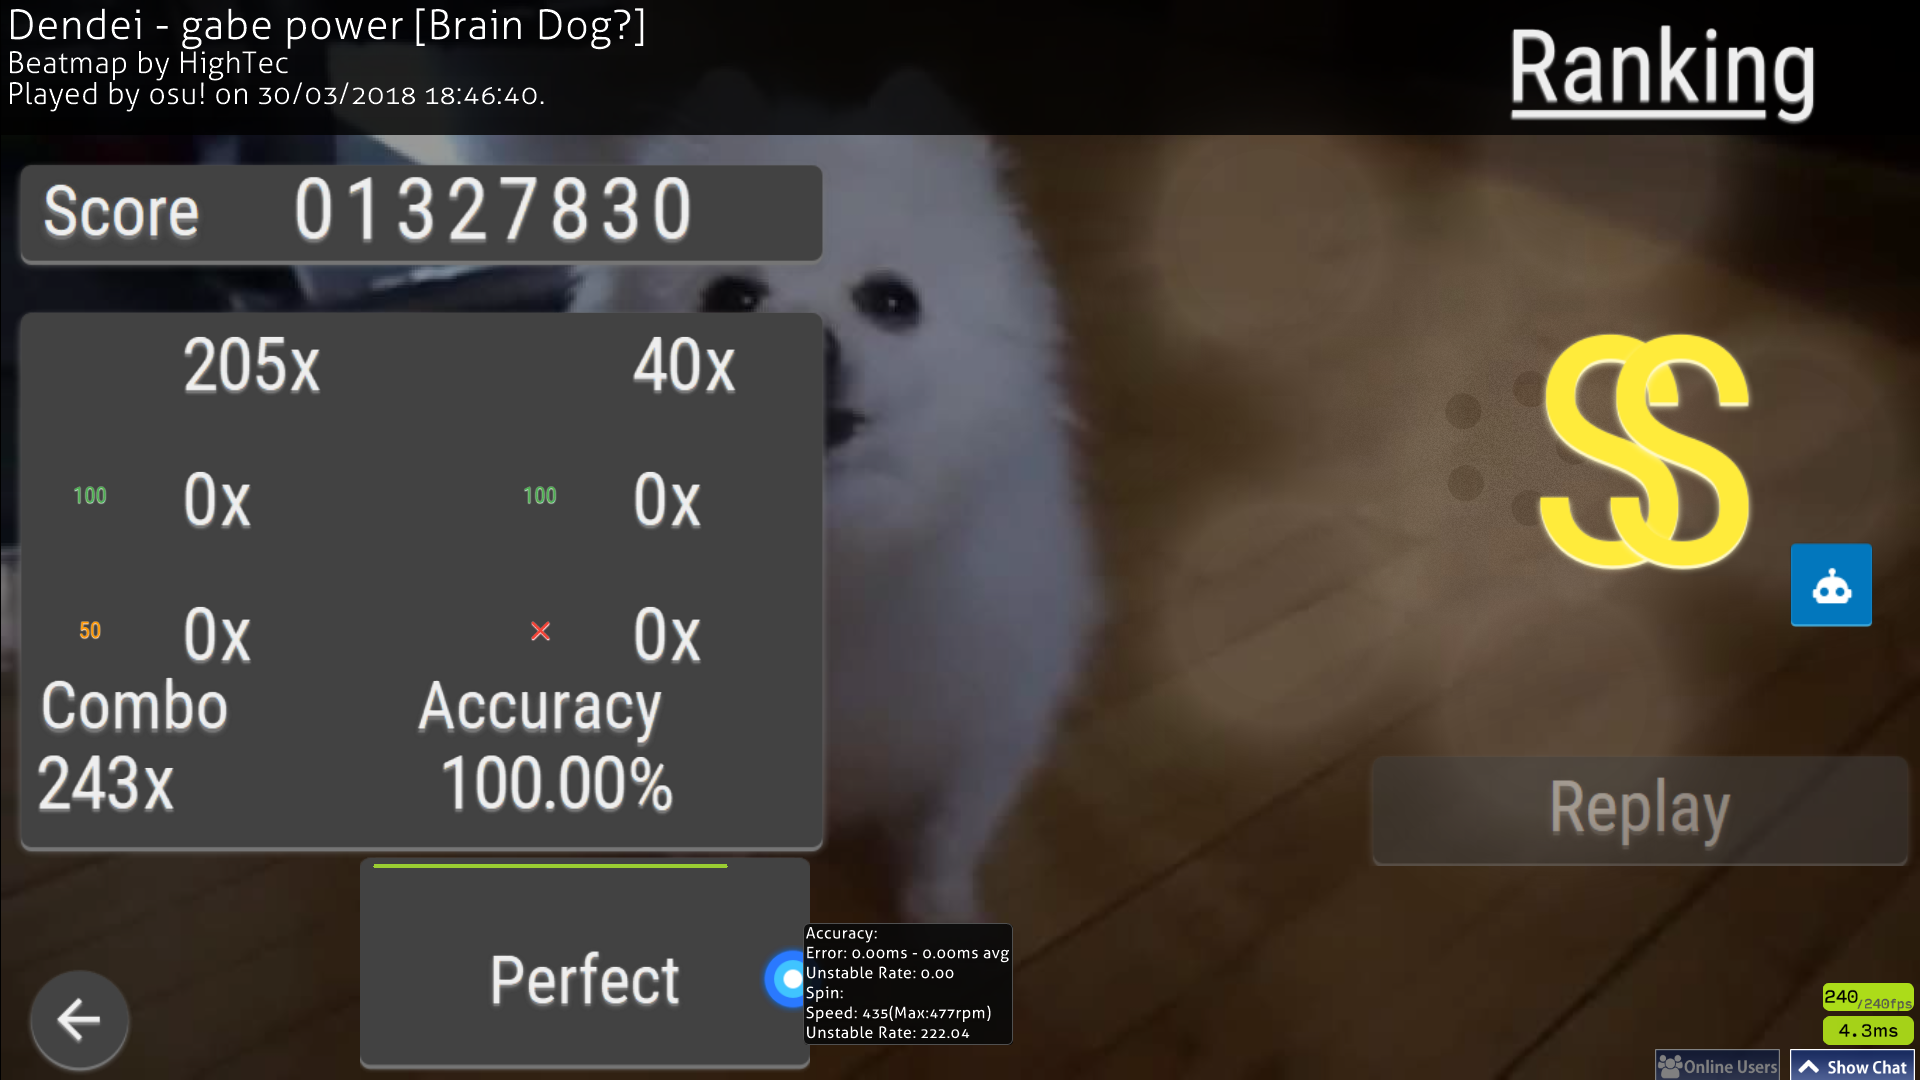 Dendei - gabe power [Brain Dog?]
Beatmap by HighTec
Played by osu! on 30/03/2018 18:46:40.
Ranking
Score 01327830
205x 40x
100 0x 100 0x
50 0x 0x
Combo Accuracy
243x 100.00%
Replay
Perfect
Accuracy:
Error: 0.00ms - 0.00ms avg
Unstable Rate: 0.00
Spin:
Speed: 435(Max:477rpm)
Unstable Rate: 222.04
SS
240/240fps
4.3ms
Online Users Show Chat